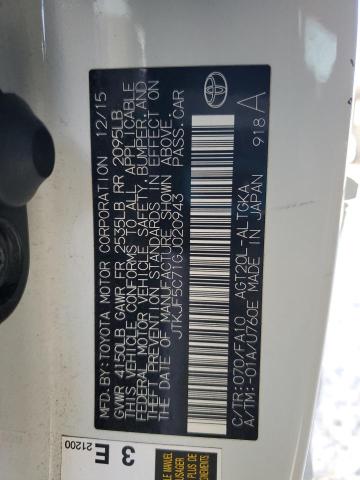 MFD. BY: TOYOTA MOTOR CORPORATION 12/15
GVWR 4150LB GAWR FR 2535LB RR 2095LB
THIS VEHICLE CONFORMS TO ALL APPLICABLE
FEDERAL MOTOR VEHICLE SAFETY, BUMPER, AND
THEFT PREVENTION STANDARDS IN EFFECT ON
THE DATE OF MANUFACTURE SHOWN ABOVE.
JTKJF5C71GJ020943 PASS.CAR
C/TR:070/FA10 AGT20L-ALTGKA
A/TM:-01A/U760E MADE IN JAPAN
918 A
3 E
21200